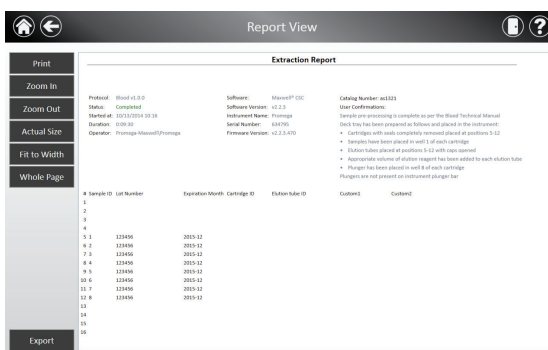 Report View
Print
Zoom In
Zoom Out
Actual Size
Fit to Width
Whole Page
Export
Extraction Report
Protocol: Blood v1.0.0
Status: Completed
Started at: 10/13/2014 10:16
Duration: 0:09:30
Operator: Promega-Maxwell\Promega
Software: Maxwell® CSC
Software Version: v2.2.3
Instrument Name: Promega
Serial Number: 634795
Firmware Version: v2.2.3.470
Catalog Number: as1321
User Confirmations:
Sample pre-processing is complete as per the Blood Technical Manual
Deck tray has been prepared as follows and placed in the instrument:
• Cartridges with seals completely removed placed at positions 5-12
• Samples have been placed in well 1 of each cartridge
• Elution tubes placed at positions 5-12 with caps opened
• Appropriate volume of elution reagent has been added to each elution tube
• Plunger has been placed in well 8 of each cartridge
Plungers are not present on instrument plunger bar
# Sample ID Lot Number Expiration Month Cartridge ID Elution tube ID Custom1 Custom2
1
2
3
4
5 1 123456 2015-12
6 2 123456 2015-12
7 3 123456 2015-12
8 4 123456 2015-12
9 5 123456 2015-12
10 6 123456 2015-12
11 7 123456 2015-12
12 8 123456 2015-12
13
14
15
16